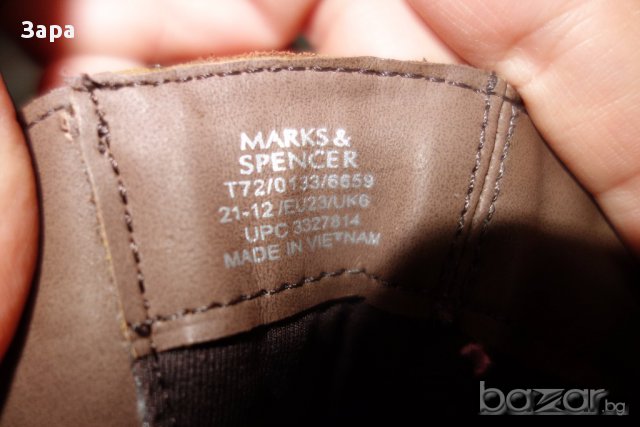 Зара
MARKS &
SPENCER
T72/0133/6659
21-12/EU23/UK6
UPC 3327814
MADE IN VIETNAM
bazar.bg